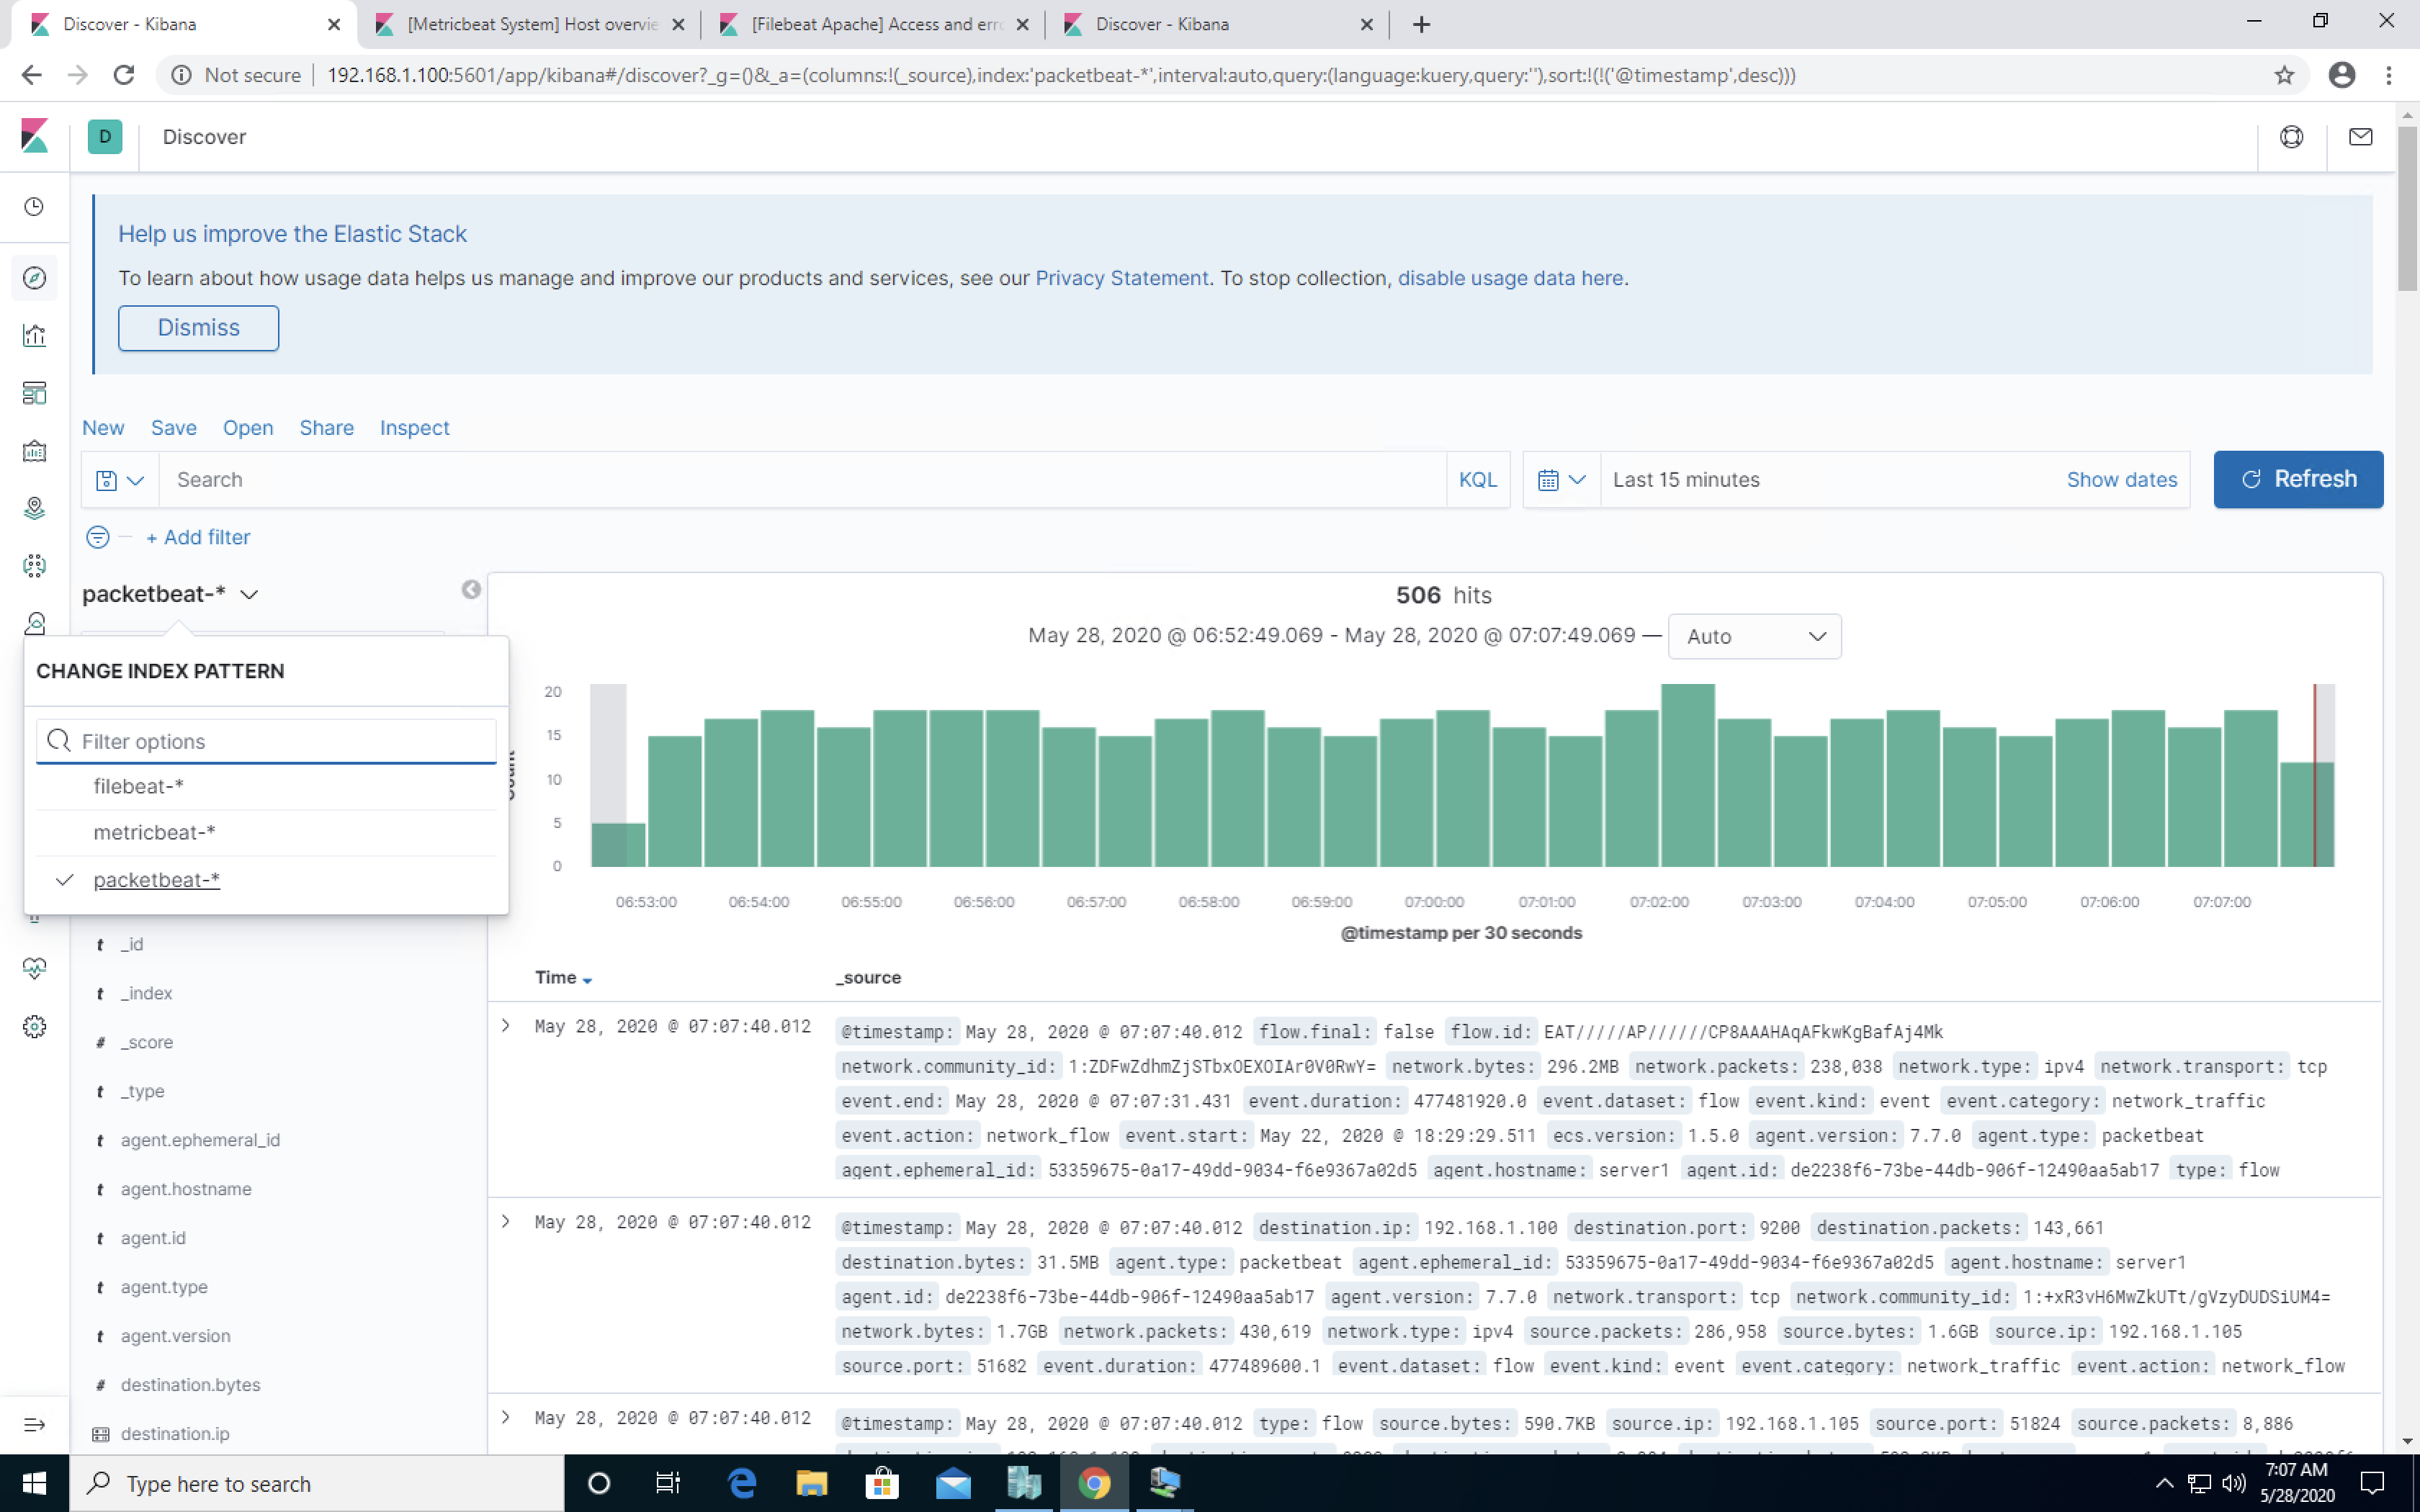 Discover - Kibana
[Metricbeat System] Host overvie
[Filebeat Apache] Access and erro
Discover - Kibana
Not secure
192.168.1.100:5601/app/kibana#/discover?_g=()&_a=(columns:!(_source),index:'packetbeat-*',interval:auto,query:(language:kuery,query:''),sort:!(!('@timestamp',desc)))
D
Discover
Help us improve the Elastic Stack
To learn about how usage data helps us manage and improve our products and services, see our Privacy Statement. To stop collection, disable usage data here.
Dismiss
New Save Open Share Inspect
Search
KQL
Last 15 minutes
Show dates
Refresh
+ Add filter
packetbeat-*
CHANGE INDEX PATTERN
Filter options
filebeat-*
metricbeat-*
packetbeat-*
t _id
t _index
# _score
t _type
t agent.ephemeral_id
t agent.hostname
t agent.id
t agent.type
t agent.version
# destination.bytes
destination.ip
506 hits
May 28, 2020 @ 06:52:49.069 - May 28, 2020 @ 07:07:49.069 — Auto
20
15
10
5
0
06:53:00 06:54:00 06:55:00 06:56:00 06:57:00 06:58:00 06:59:00 07:00:00 07:01:00 07:02:00 07:03:00 07:04:00 07:05:00 07:06:00 07:07:00
@timestamp per 30 seconds
Time _source
May 28, 2020 @ 07:07:40.012 @timestamp: May 28, 2020 @ 07:07:40.012 flow.final: false flow.id: EAT/////AP//////CP8AAAHAqAFkwKgBafAj4Mk
network.community_id: 1:ZDFwZdhmZjSTbxOEXOIAr0V0RwY= network.bytes: 296.2MB network.packets: 238,038 network.type: ipv4 network.transport: tcp
event.end: May 28, 2020 @ 07:07:31.431 event.duration: 477481920.0 event.dataset: flow event.kind: event event.category: network_traffic
event.action: network_flow event.start: May 22, 2020 @ 18:29:29.511 ecs.version: 1.5.0 agent.version: 7.7.0 agent.type: packetbeat
agent.ephemeral_id: 53359675-0a17-49dd-9034-f6e9367a02d5 agent.hostname: server1 agent.id: de2238f6-73be-44db-906f-12490aa5ab17 type: flow
May 28, 2020 @ 07:07:40.012 @timestamp: May 28, 2020 @ 07:07:40.012 destination.ip: 192.168.1.100 destination.port: 9200 destination.packets: 143,661
destination.bytes: 31.5MB agent.type: packetbeat agent.ephemeral_id: 53359675-0a17-49dd-9034-f6e9367a02d5 agent.hostname: server1
agent.id: de2238f6-73be-44db-906f-12490aa5ab17 agent.version: 7.7.0 network.transport: tcp network.community_id: 1:+xR3vH6MwZkUTt/gVzyDUDSiUM4=
network.bytes: 1.7GB network.packets: 430,619 network.type: ipv4 source.packets: 286,958 source.bytes: 1.6GB source.ip: 192.168.1.105
source.port: 51682 event.duration: 477489600.1 event.dataset: flow event.kind: event event.category: network_traffic event.action: network_flow
May 28, 2020 @ 07:07:40.012 @timestamp: May 28, 2020 @ 07:07:40.012 type: flow source.bytes: 590.7KB source.ip: 192.168.1.105 source.port: 51824 source.packets: 8,886
Type here to search
7:07 AM
5/28/2020